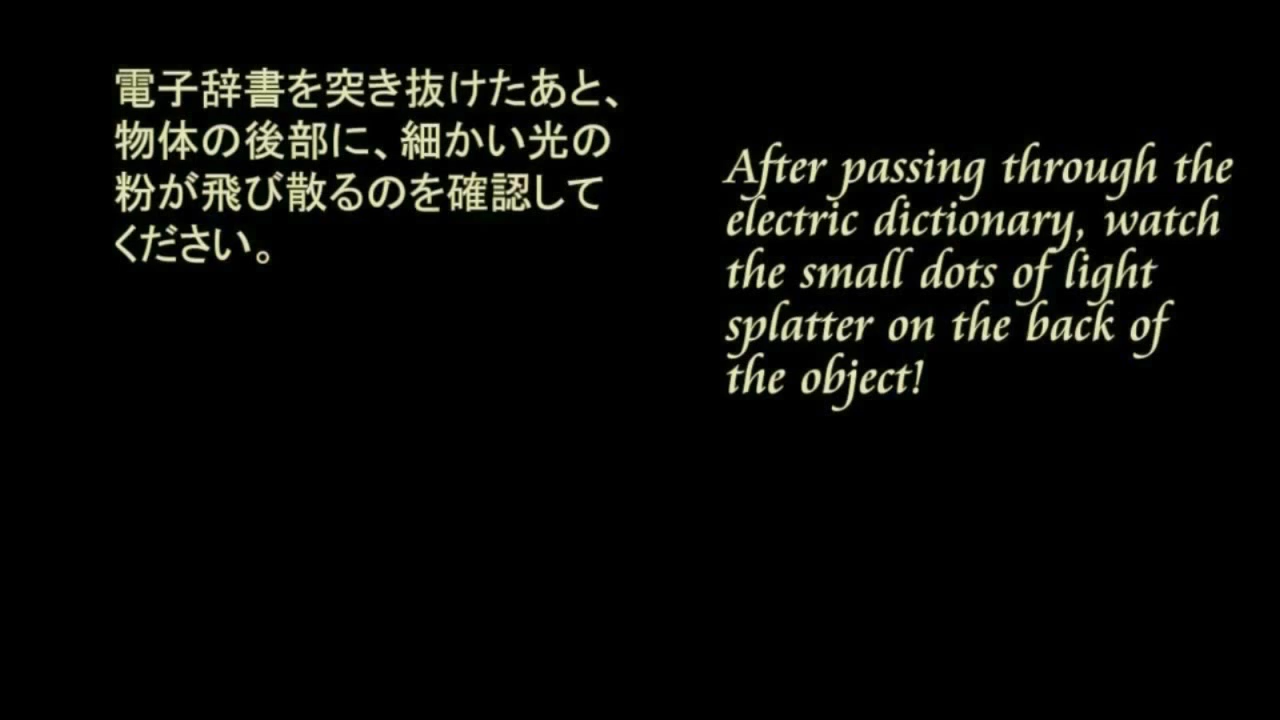 電子辞書を突き抜けたあと、
物体の後部に、細かい光の
粉が飛び散るのを確認して
ください。
After passing through the
electric dictionary, watch
the small dots of light
splatter on the back of
the object!